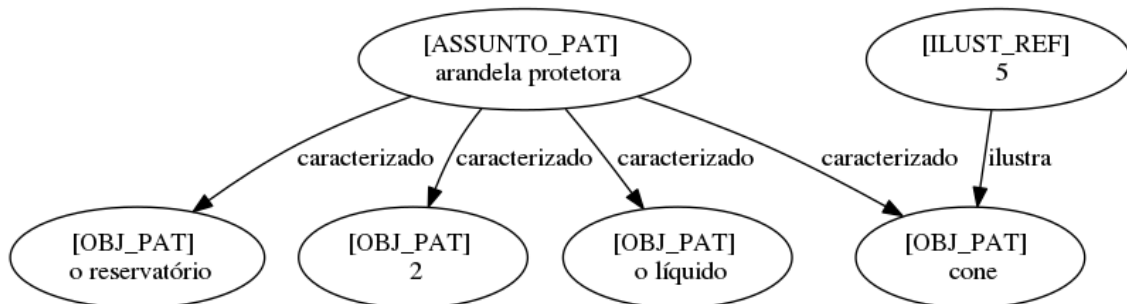 [ASSUNTO_PAT]
arandela protetora
[ILUST_REF]
5
caracterizado
caracterizado
caracterizado
caracterizado
ilustra
[OBJ_PAT]
o reservatório
[OBJ_PAT]
2
[OBJ_PAT]
o líquido
[OBJ_PAT]
cone